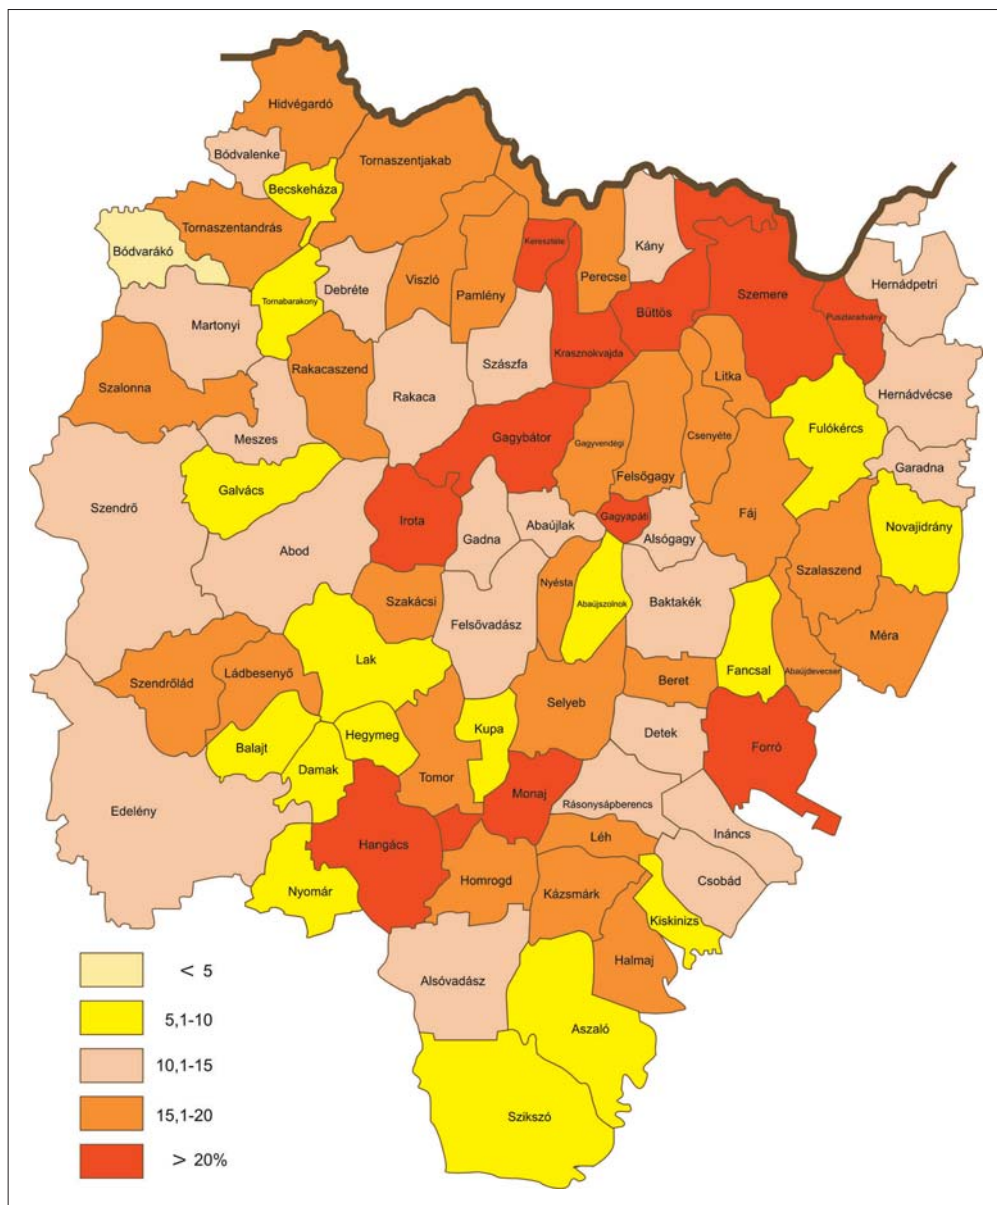 Hidvégardó
Bódvalenke
Tornaszentjakab
Becskeháza
Tornaszentandrás
Bódvarákó
Keresztéte
Kány
Perecse
Viszló
Debréte
Pamlény
Tornabarakony
Hernádpetri
Szemere
Büttös
Pusztaradvány
Martonyi
Krasznokvajda
Szászfa
Rakacaszend
Litka
Szalonna
Rakaca
Hernádvécse
Fulókércs
Meszes
Gagybátor
Gagyvendégi
Csenyéte
Garadna
Felsőgagy
Galvács
Szendrő
Fáj
Irota
Gagyapáti
Novajidrány
Abaújlak
Gadna
Alsógagy
Abod
Szalaszend
Nyésta
Abaújszolnok
Baktakék
Szakácsi
Felsővadász
Méra
Lak
Ládbesenyő
Szendrőlád
Fancsal
Abaújdevecser
Beret
Selyeb
Kupa
Detek
Hegymeg
Balajt
Forró
Damak
Tomor
Monaj
Rásonysápberencs
Edelény
Ináncs
Hangács
Léh
Homrogd
Csobád
Nyomár
Kázsmárk
Kiskinizs
Halmaj
Alsóvadász
Aszaló
Szikszó
< 5
5,1-10
10,1-15
15,1-20
> 20%